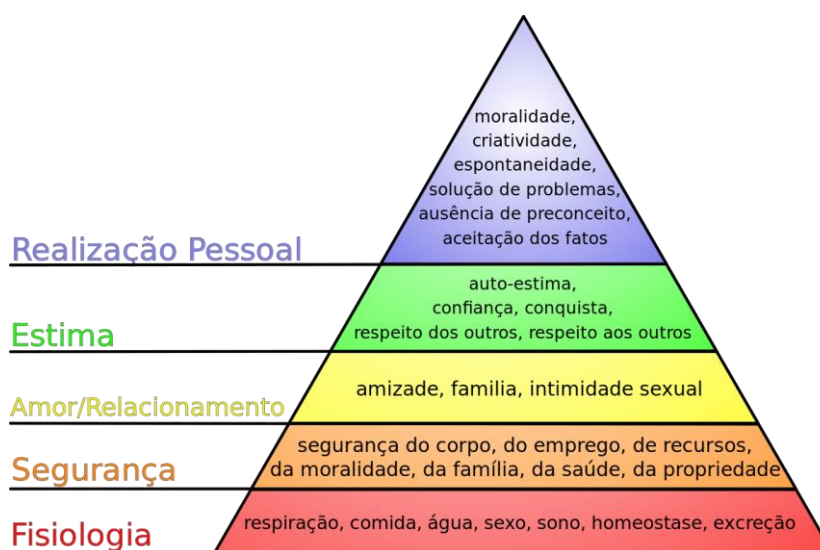 moralidade,
criatividade,
espontaneidade,
solução de problemas,
ausência de preconceito,
aceitação dos fatos
Realização Pessoal
auto-estima,
confiança, conquista,
respeito dos outros, respeito aos outros
Estima
amizade, familia, intimidade sexual
Amor/Relacionamento
segurança do corpo, do emprego, de recursos,
da moralidade, da família, da saúde, da propriedade
Segurança
respiração, comida, água, sexo, sono, homeostase, excreção
Fisiologia